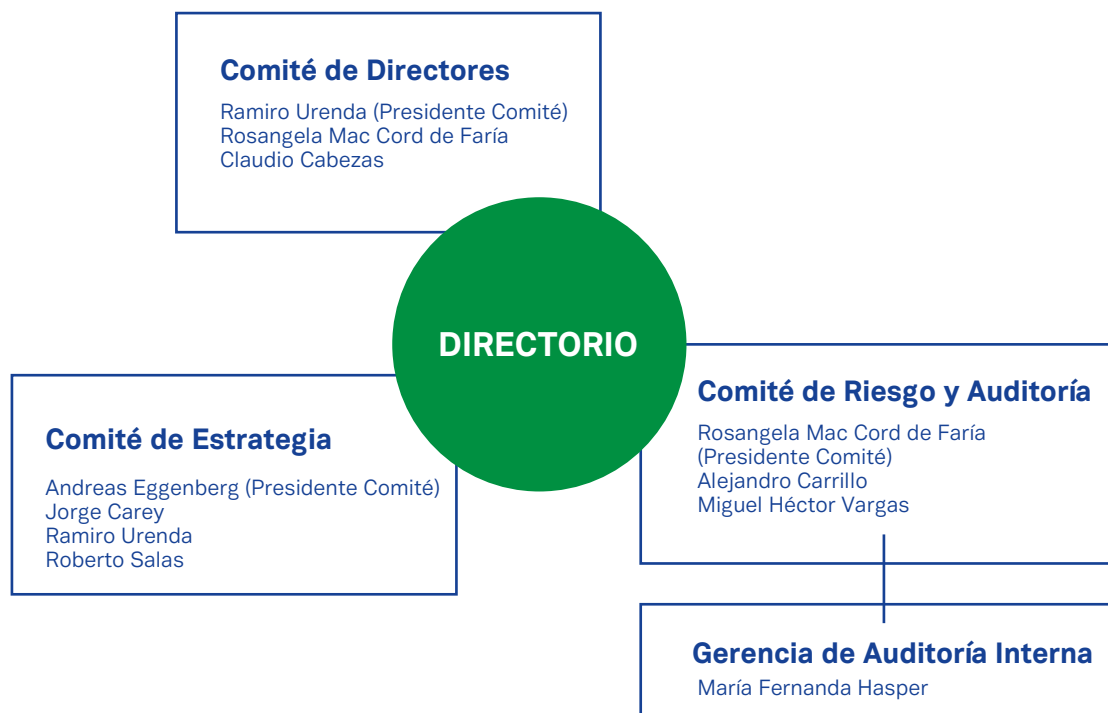 Comité de Directores
Ramiro Urenda (Presidente Comité)
Rosangela Mac Cord de Faría
Claudio Cabezas
DIRECTORIO
Comité de Estrategia
Andreas Eggenberg (Presidente Comité)
Jorge Carey
Ramiro Urenda
Roberto Salas
Comité de Riesgo y Auditoría
Rosangela Mac Cord de Faría
(Presidente Comité)
Alejandro Carrillo
Miguel Héctor Vargas
Gerencia de Auditoría Interna
María Fernanda Hasper